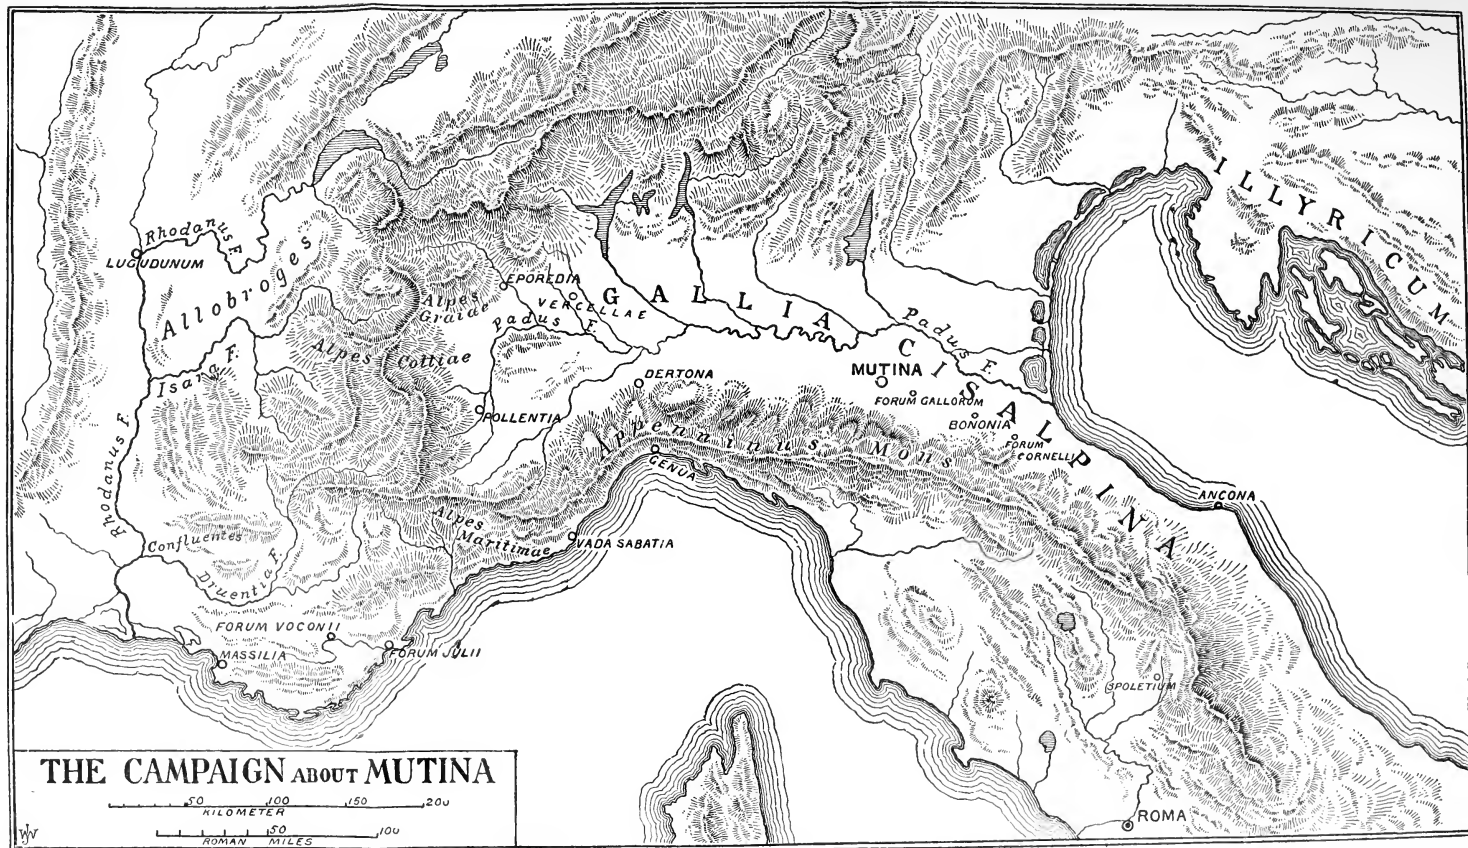 ILLYRICUM
Rhodanus F.
LUGUDUNUM
Allobroges
EPOREDIA
VERCELLAE
GALLIA
CISALPINA
Alpes
Graide
Padus F.
Padus F.
Alpes Cottiae
Isara F.
DERTONA
MUTINA
FORUM GALLORUM
POLLENTIA
BONONIA
FORUM
CORNELLI
Appenninus Mons
GENUA
Rhodanus F.
ANCONA
Alpes
Maritimae
Confluentes
VADA SABATIA
Druentia F.
FORUM VOCONII
MASSILIA
FORUM JULII
SPOLETIUM
THE CAMPAIGN ABOUT MUTINA
50 100 150 200
KILOMETER
50 100
ROMAN MILES
ROMA